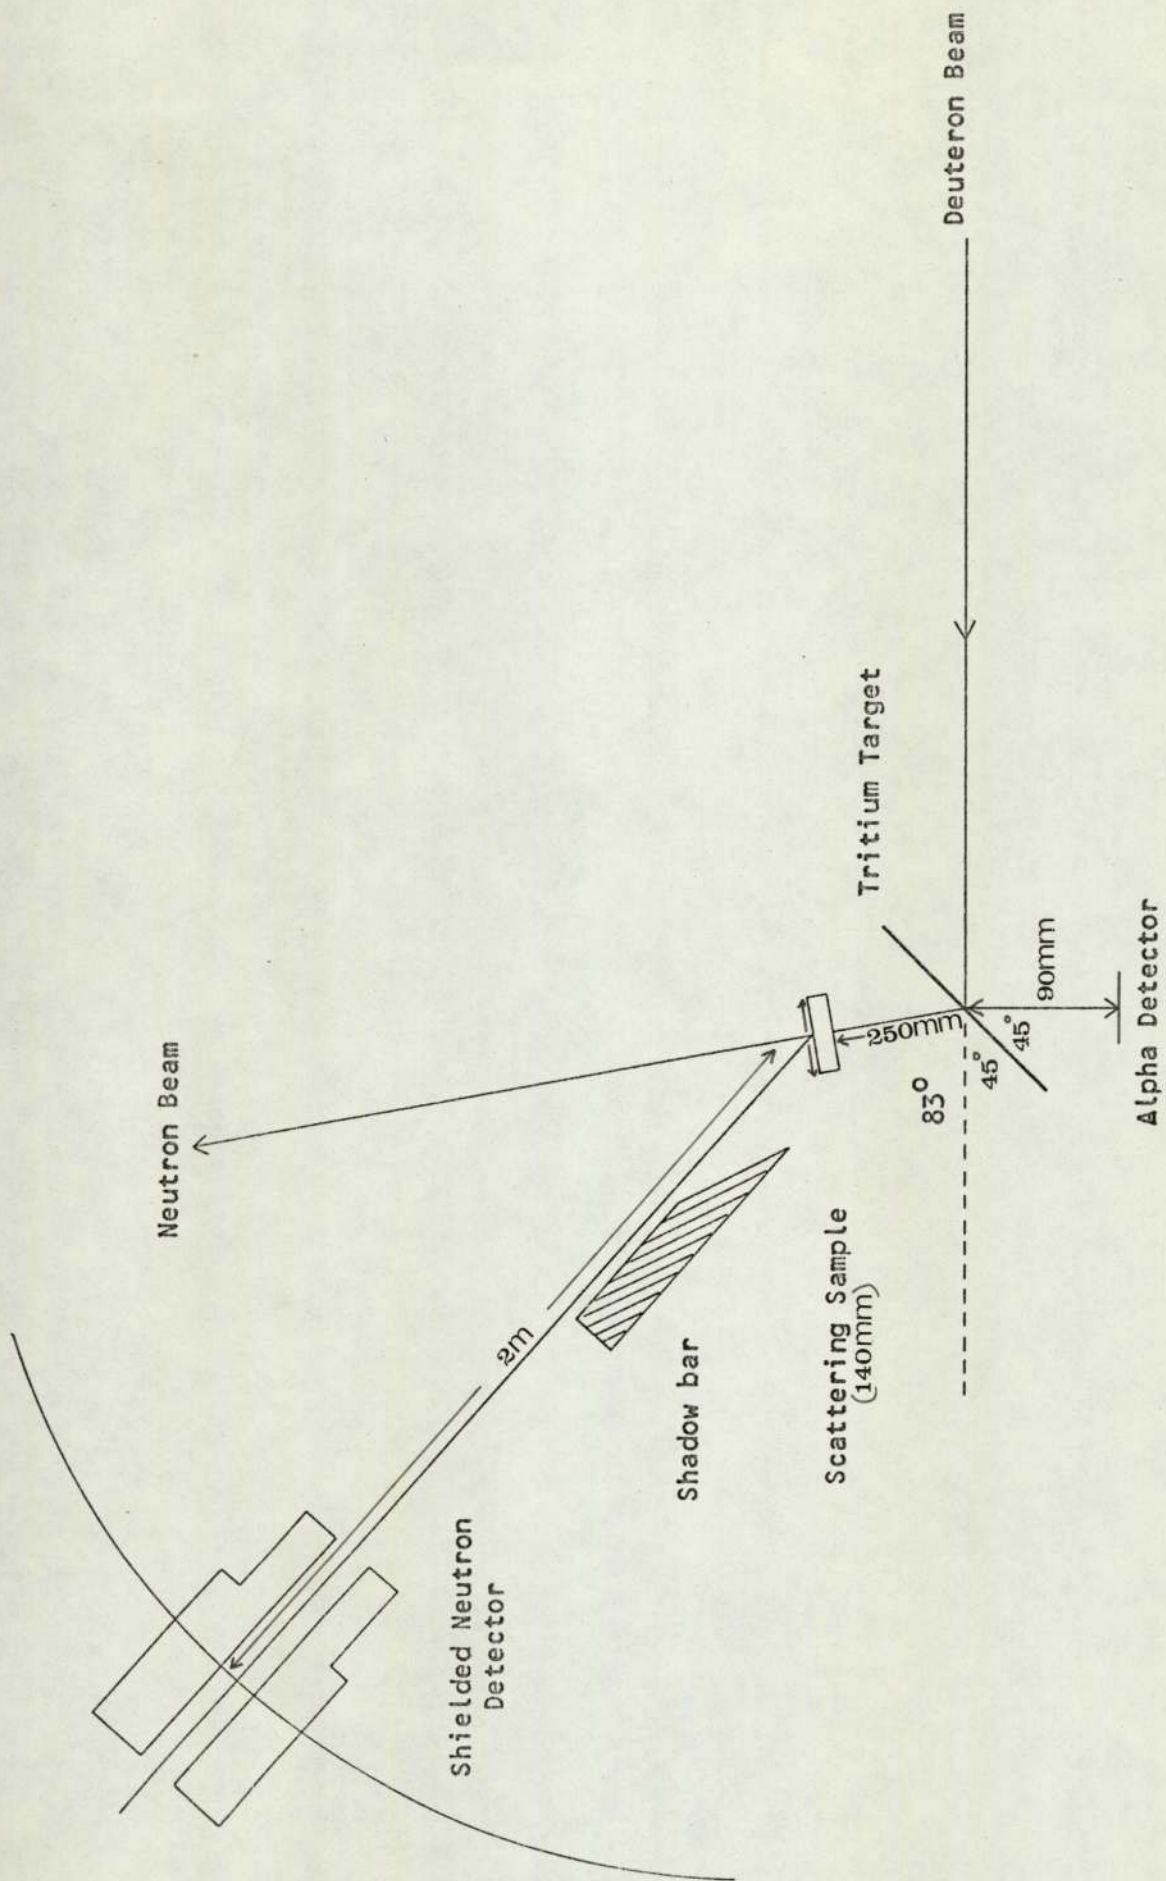 Deuteron Beam
Neutron Beam
Tritium Target
83°
250mm
45°
45°
90mm
Alpha Detector
2m
Shadow bar
Scattering Sample
(140mm)
Shielded Neutron
Detector